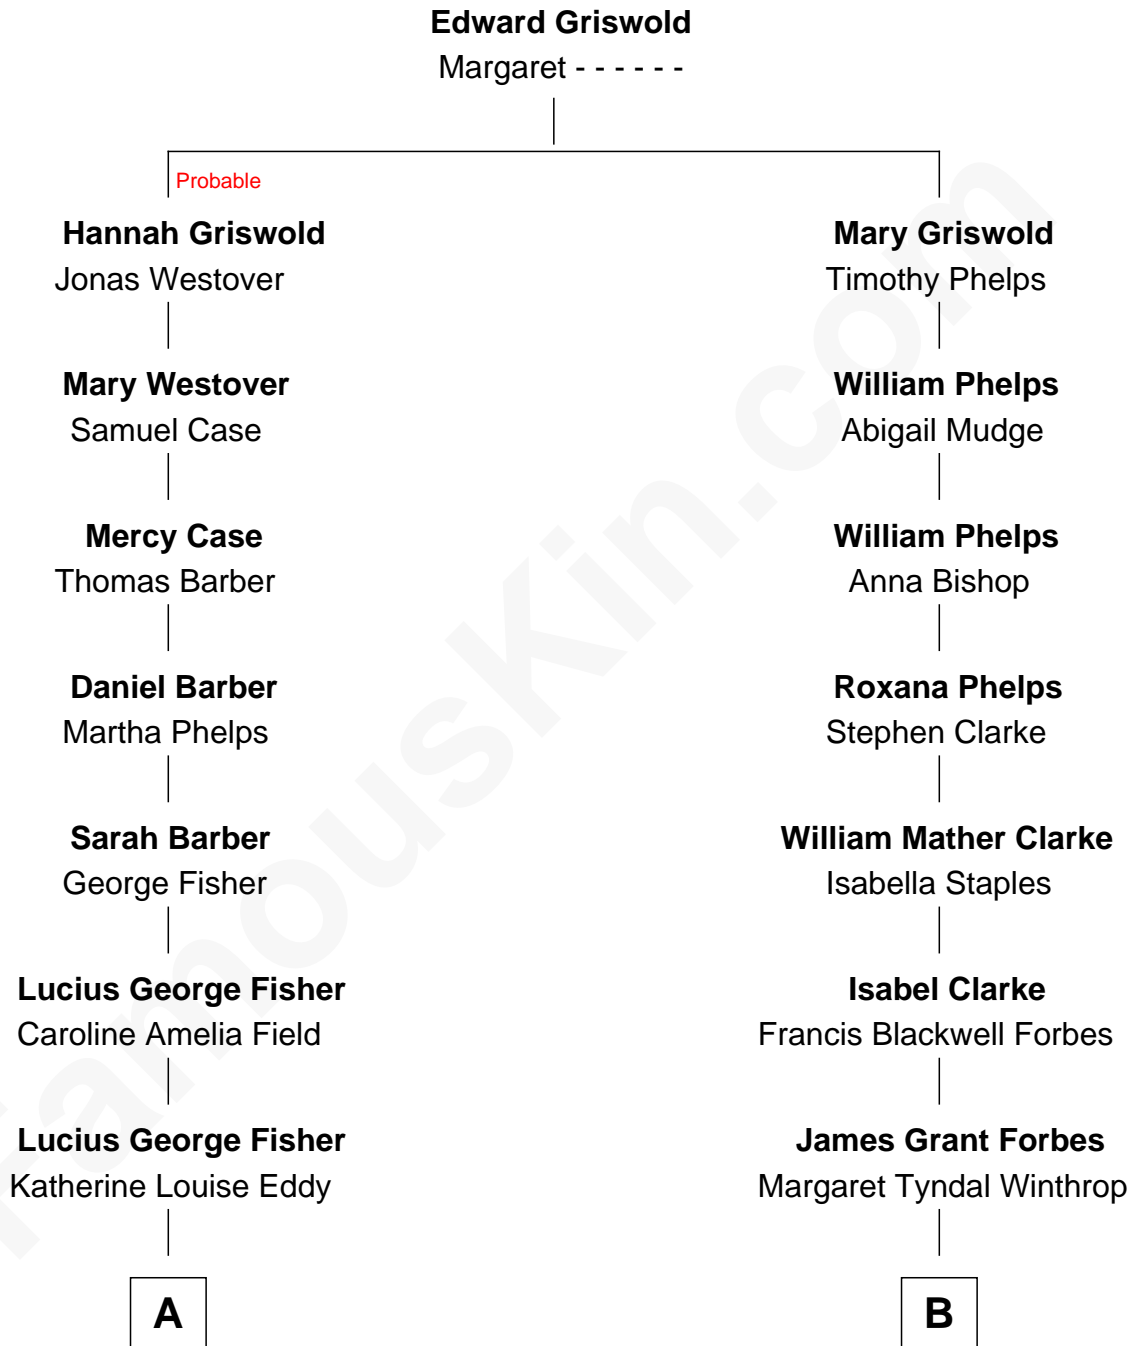 Edward Griswold
Margaret - - - - - -
Probable
Hannah Griswold
Jonas Westover
Mary Griswold
Timothy Phelps
Mary Westover
Samuel Case
William Phelps
Abigail Mudge
Mercy Case
Thomas Barber
William Phelps
Anna Bishop
Daniel Barber
Martha Phelps
Roxana Phelps
Stephen Clarke
Sarah Barber
George Fisher
William Mather Clarke
Isabella Staples
Lucius George Fisher
Caroline Amelia Field
Isabel Clarke
Francis Blackwell Forbes
Lucius George Fisher
Katherine Louise Eddy
James Grant Forbes
Margaret Tyndal Winthrop
A
B
FamousKin.com